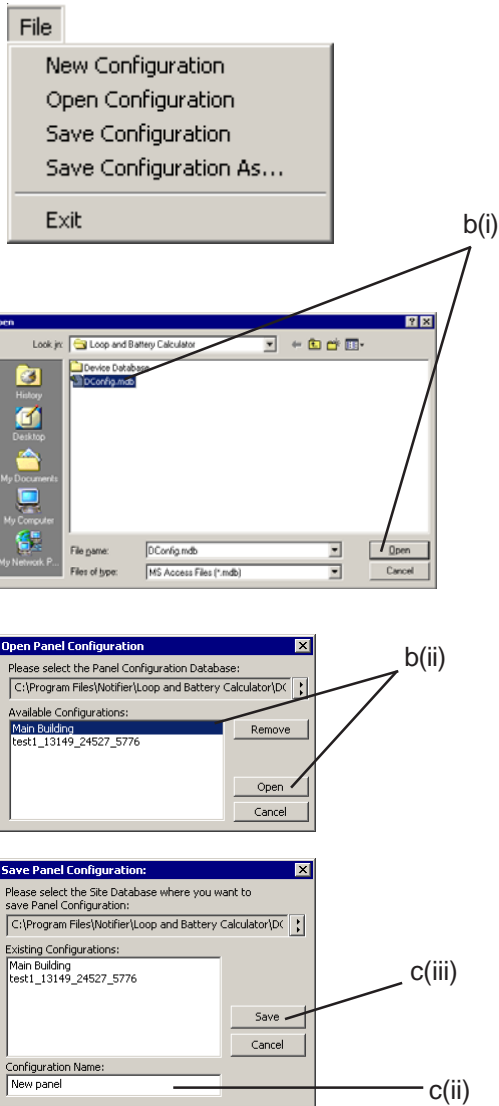 File
New Configuration
Open Configuration
Save Configuration
Save Configuration As...
Exit
b(i)
pen
Look in: Loop and Battery Calculator
Device Database
DConfig.mdb
History
Desktop
My Documents
My Computer
My Network P...
File name: DConfig.mdb Open
Files of type: MS Access Files (*.mdb) Cancel
Open Panel Configuration
b(ii)
Please select the Panel Configuration Database:
C:\Program Files\Notifier\Loop and Battery Calculator\DC
Available Configurations:
Main Building Remove
test1_13149_24527_5776
Open
Cancel
Save Panel Configuration:
Please select the Site Database where you want to
save Panel Configuration:
C:\Program Files\Notifier\Loop and Battery Calculator\DC
Existing Configurations:
Main Building
test1_13149_24527_5776
c(iii)
Save
Cancel
Configuration Name:
New panel
c(ii)